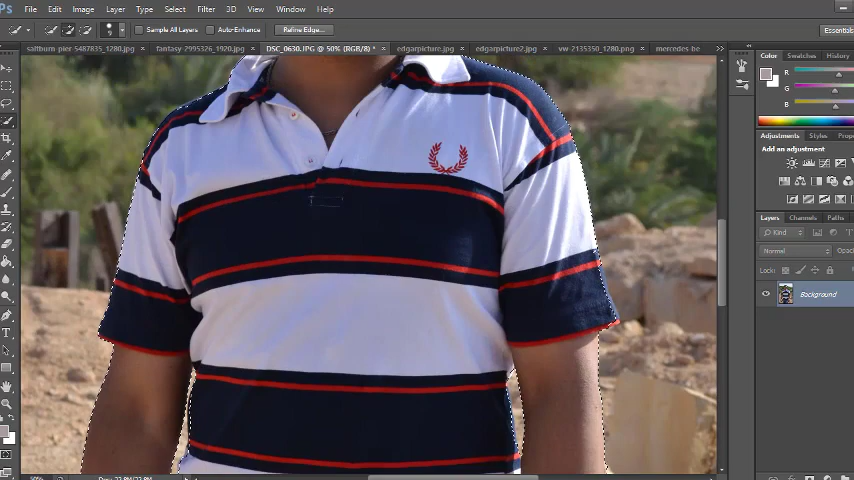 Ps File Edit Image Layer Type Select Filter 3D View Window Help
Sample All Layers Auto-Enhance Refine Edge... Essentials
saltburn-pier-5487835_1280.jpg × fantasy-2995326_1920.jpg × DSC_0630.JPG @ 50% (RGB/8) * × edgarpicture.jpg × edgarpicture2.jpg × vw-2135350_1280.png × mercedes-be
Color Swatches
R
G
B
Adjustments Styles
Add an adjustment
Layers Channels Paths
Kind
Normal
Lock:
Background
50%